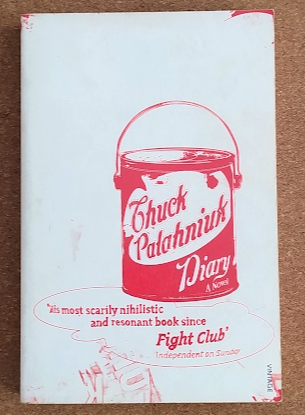 Chuck
Palahniuk
Diary
A Novel
'His most scarily nihilistic
and resonant book since
Fight Club'
Independent on Sunday
VINTAGE